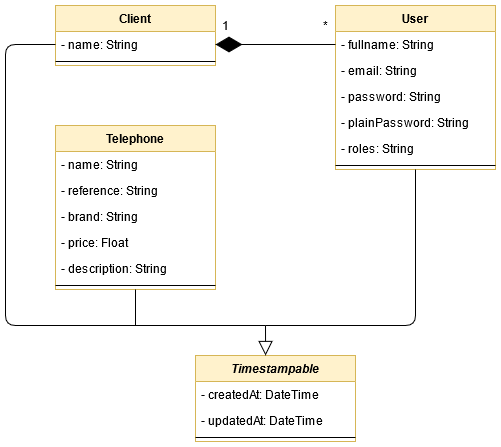 Client
- name: String
1
*
User
- fullname: String
- email: String
- password: String
- plainPassword: String
- roles: String
Telephone
- name: String
- reference: String
- brand: String
- price: Float
- description: String
Timestampable
- createdAt: DateTime
- updatedAt: DateTime